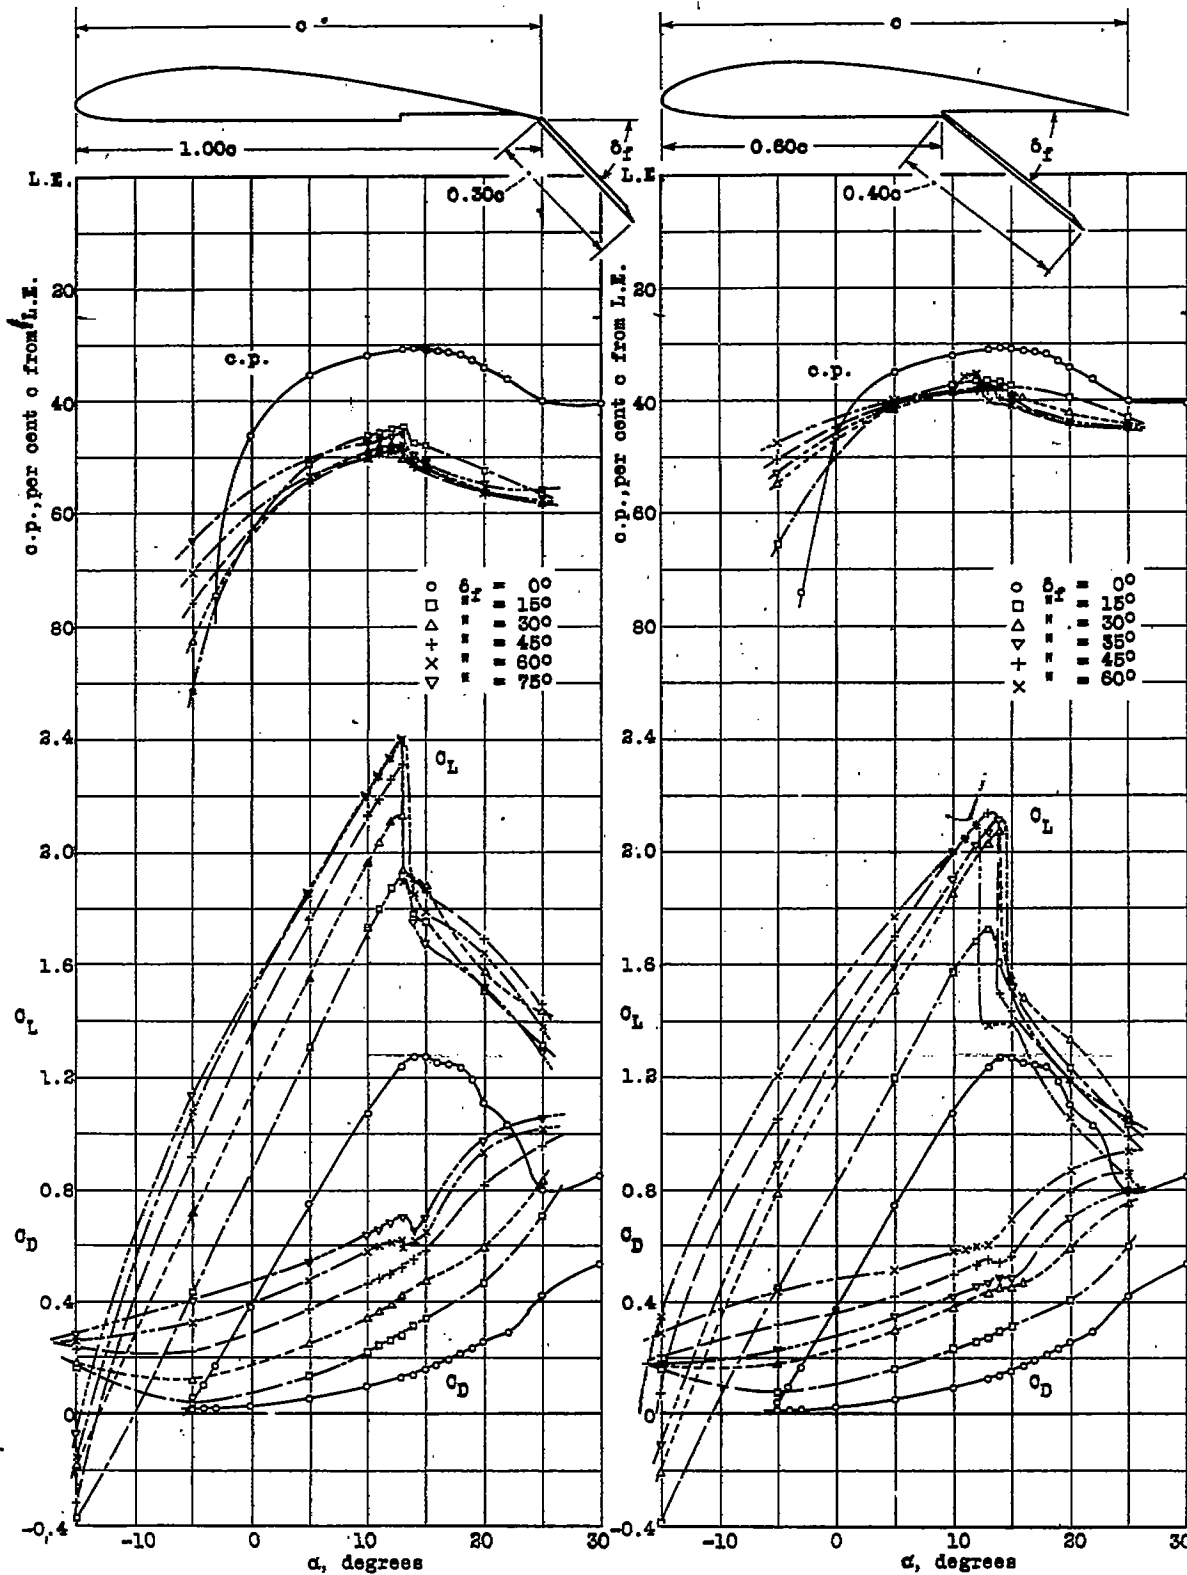 c
1.00c
0.30c
δf
L.E.
20
40
60
80
c.p., per cent c from L.E.
c.p.
○ δf = 0°
□ " = 15°
△ " = 30°
+ " = 45°
× " = 60°
▽ " = 75°
2.4
2.0
1.6
CL
1.2
0.8
CD
0.4
0
-0.4
CL
CD
-10 0 10 20 30
α, degrees
c
0.60c
0.40c
δf
L.E
20
40
60
80
c.p., per cent c from L.E.
c.p.
○ δf = 0°
□ " = 15°
△ " = 30°
▽ " = 35°
+ " = 45°
× " = 60°
2.4
2.0
1.6
CL
1.2
0.8
CD
0.4
0
-0.4
CL
CD
-10 0 10 20 30
α, degrees